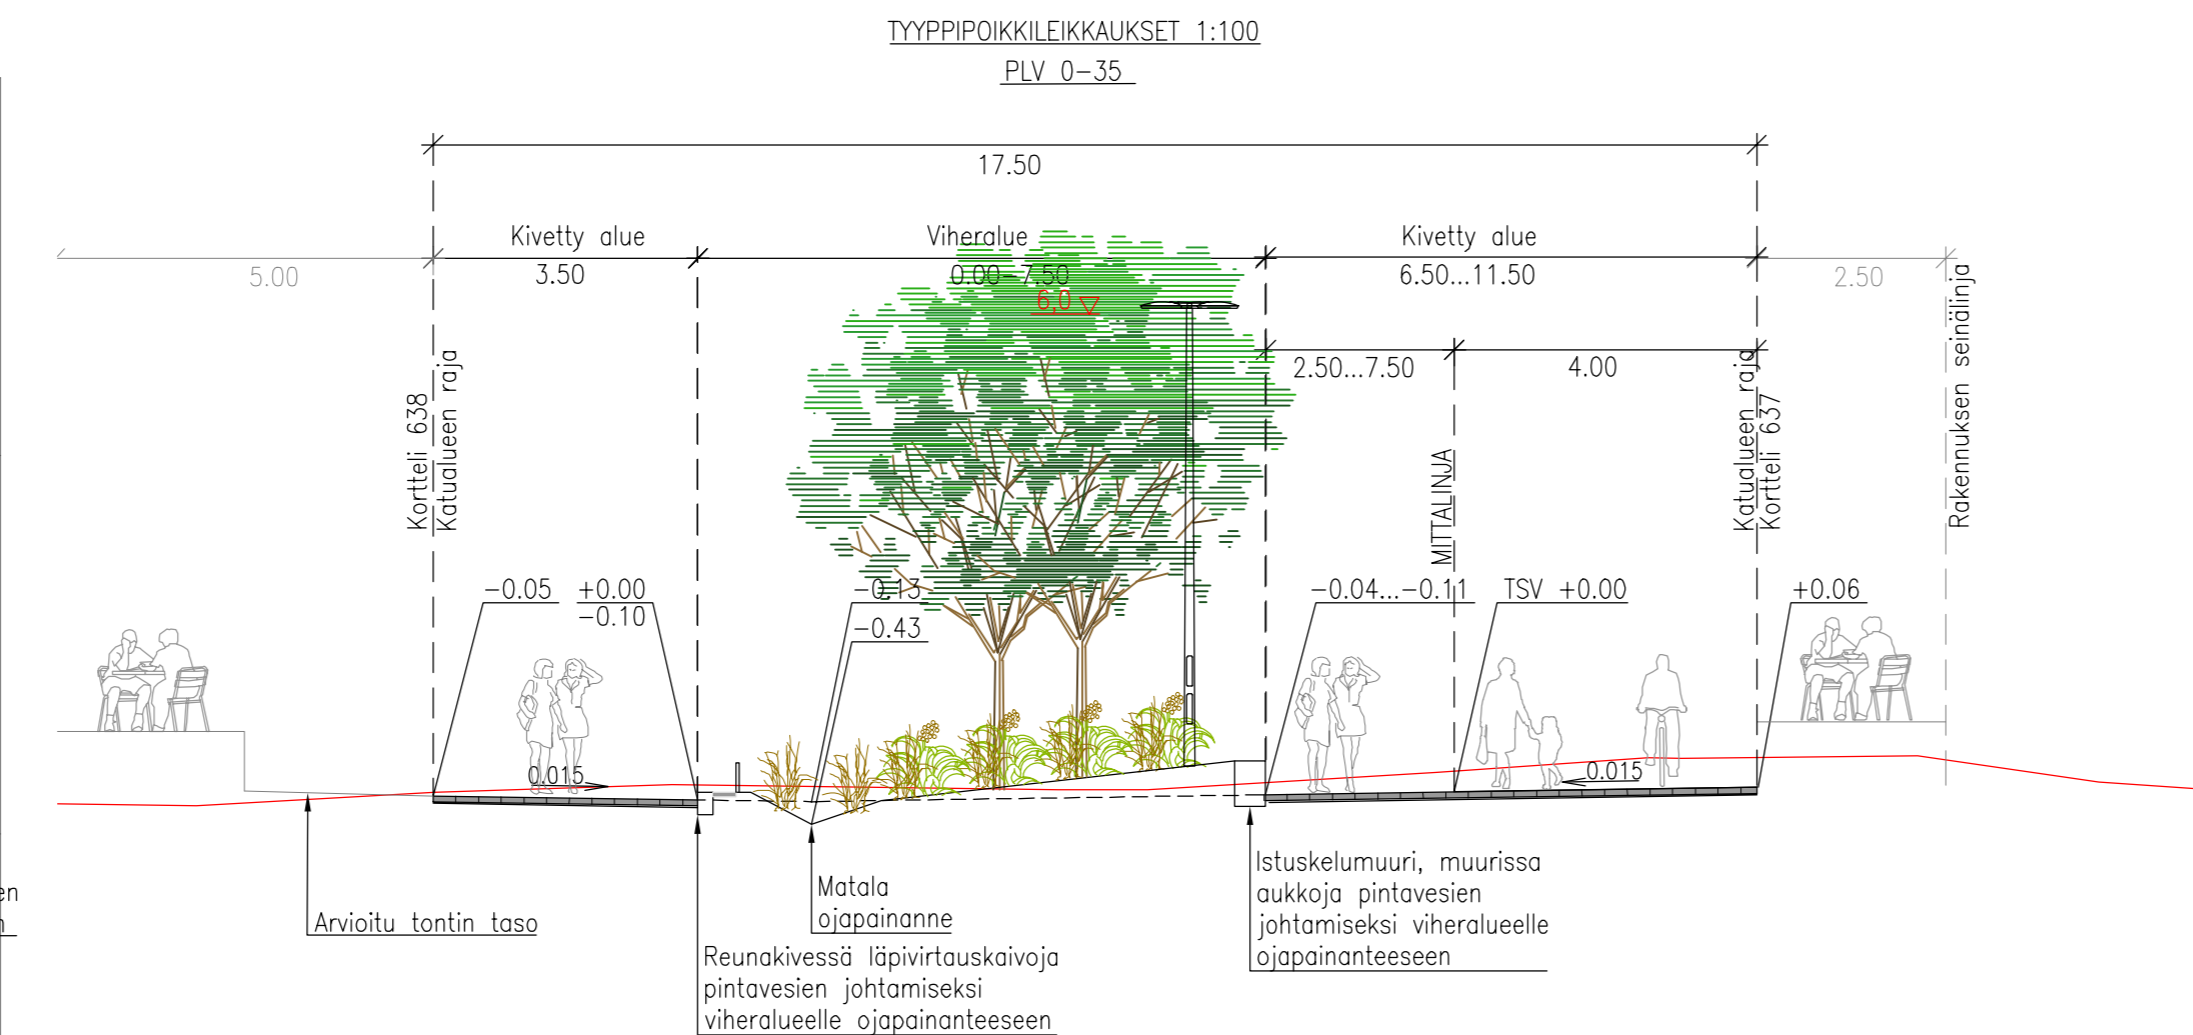 TYYPPIPOIKKILEIKKAUKSET 1:100
PLV 0-35
17.50
Kivetty alue
Viheralue
Kivetty alue
5.00
3.50
0.00-7.50
6.50...11.50
2.50
6,0
2.50...7.50
4.00
Kortteli 638
Katualueen raja
MITTALINJA
Katualueen raja
Kortteli 637
Rakennuksen seinälinja
-0.05
+0.00
-0.10
-0.13
-0.43
-0.04...-0.11
TSV +0.00
+0.06
0.015
0.015
Arvioitu tontin taso
Matala
ojapainanne
Reunakivessä läpivirtauskaivoja
pintavesien johtamiseksi
viheralueelle ojapainanteeseen
Istuskelumuuri, muurissa
aukkoja pintavesien
johtamiseksi viheralueelle
ojapainanteeseen